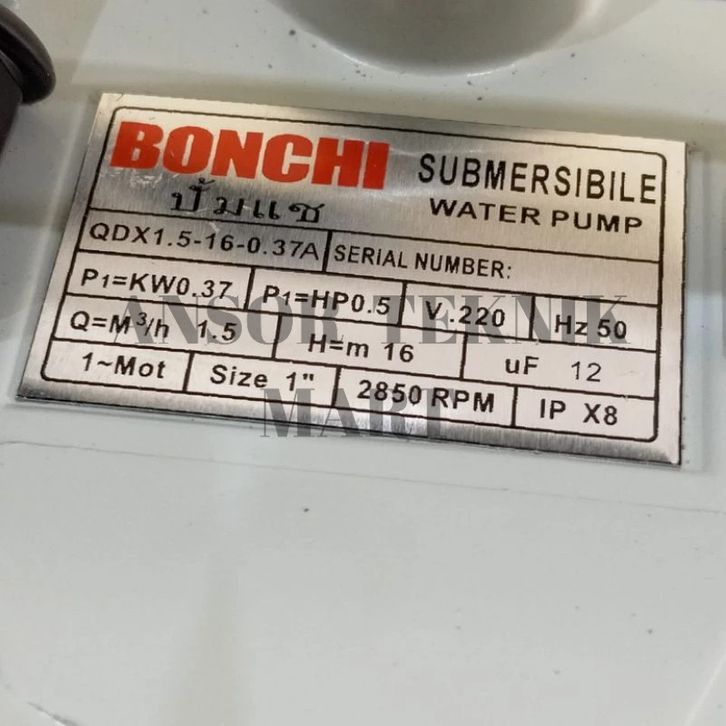 BONCHI SUBMERSIBILE
ปั๊มแช่ WATER PUMP
QDX1.5-16-0.37A SERIAL NUMBER:
P1=KW0.37 P1=HP0.5 V.220 Hz 50
Q=M³/h 1.5 H=m 16 uF 12
1~Mot Size 1" 2850 RPM IP X8
ANSOR TEKNIK
MART